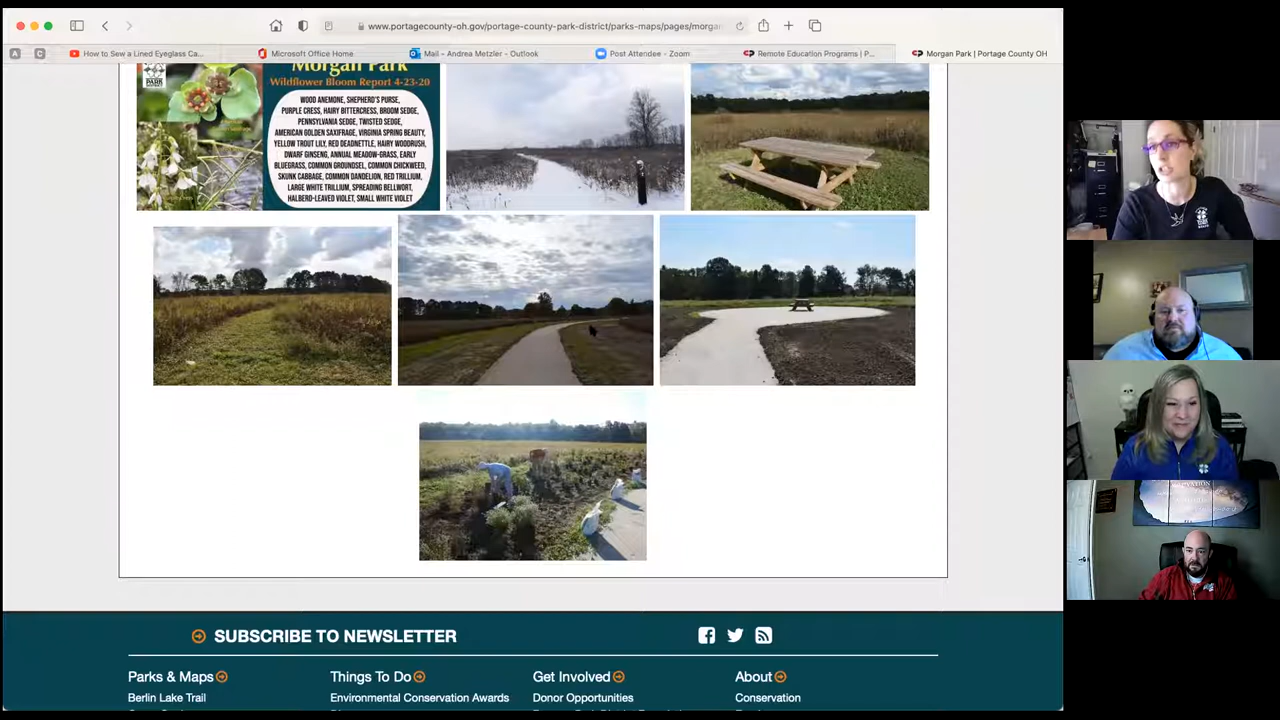 www.portagecounty-oh.gov/portage-county-park-district/parks-maps/pages/morgan
A
C
How to Sew a Lined Eyeglass Ca...
Microsoft Office Home
Mail - Andrea Metzler - Outlook
Post Attendee - Zoom
Remote Education Programs | P...
Morgan Park | Portage County OH
Morgan Park
Wildflower Bloom Report 4-23-20
WOOD ANEMONE, SHEPHERD'S PURSE,
PURPLE CRESS, HAIRY BITTERCRESS, BROOM SEDGE,
PENNSYLVANIA SEDGE, TWISTED SEDGE,
AMERICAN GOLDEN SAXIFRAGE, VIRGINIA SPRING BEAUTY,
YELLOW TROUT LILY, RED DEADNETTLE, HAIRY WOODRUSH,
DWARF GINSENG, ANNUAL MEADOW-GRASS, EARLY
BLUEGRASS, COMMON GROUNDSEL, COMMON CHICKWEED,
SKUNK CABBAGE, COMMON DANDELION, RED TRILLIUM,
LARGE WHITE TRILLIUM, SPREADING BELLWORT,
HALBERD-LEAVED VIOLET, SMALL WHITE VIOLET
SUBSCRIBE TO NEWSLETTER
Parks & Maps
Things To Do
Get Involved
About
Berlin Lake Trail
Environmental Conservation Awards
Donor Opportunities
Conservation